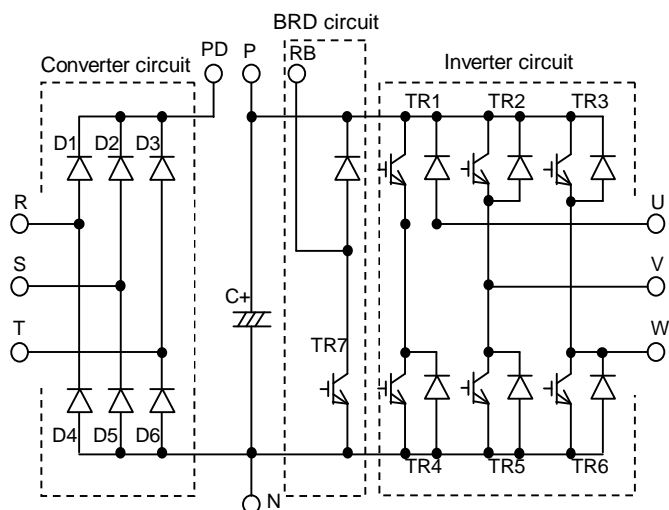 BRD circuit
PD P RB
Converter circuit Inverter circuit
TR1 TR2 TR3
D1 D2 D3
R U
S V
C+
T W
TR7
D4 D5 D6 TR4 TR5 TR6
N